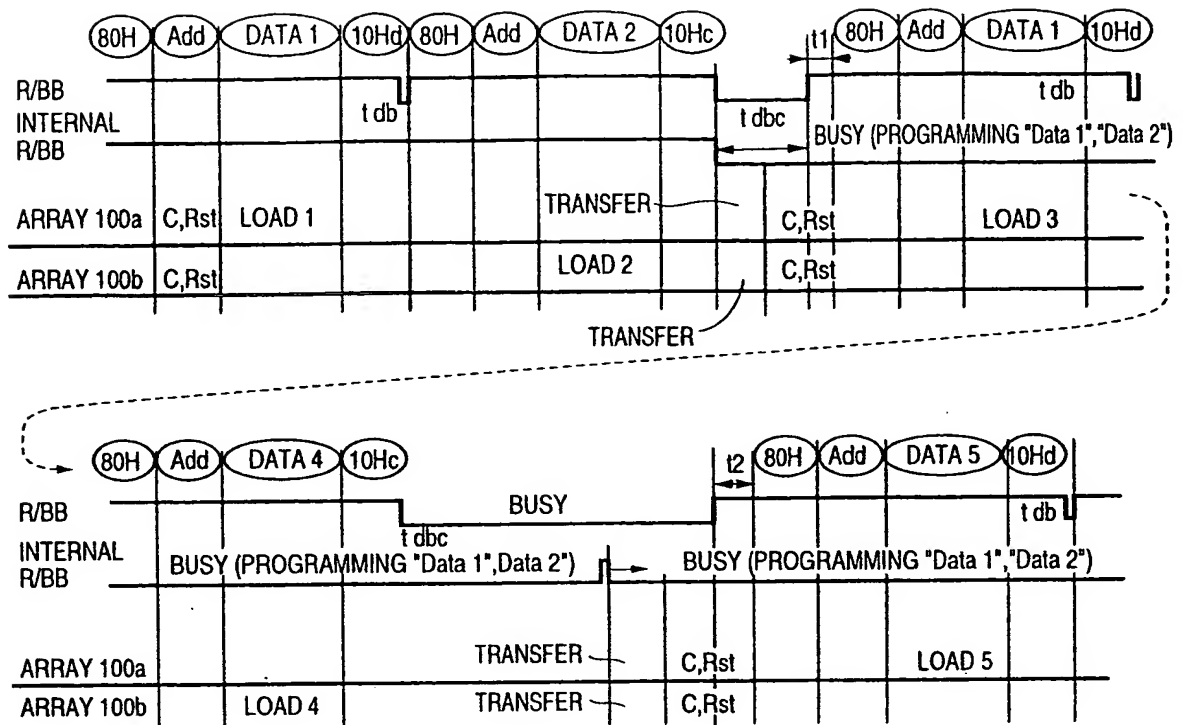 80H Add DATA 1 10Hd 80H Add DATA 2 10Hc t1 80H Add DATA 1 10Hd
R/BB t db t dbc t db
INTERNAL
R/BB BUSY (PROGRAMMING "Data 1","Data 2")
ARRAY 100a C,Rst LOAD 1 TRANSFER C,Rst LOAD 3
ARRAY 100b C,Rst LOAD 2 C,Rst
TRANSFER
80H Add DATA 4 10Hc t2 80H Add DATA 5 10Hd
R/BB BUSY t db
t dbc
INTERNAL
R/BB BUSY (PROGRAMMING "Data 1",Data 2") BUSY (PROGRAMMING "Data 1","Data 2")
ARRAY 100a TRANSFER C,Rst LOAD 5
ARRAY 100b LOAD 4 TRANSFER C,Rst